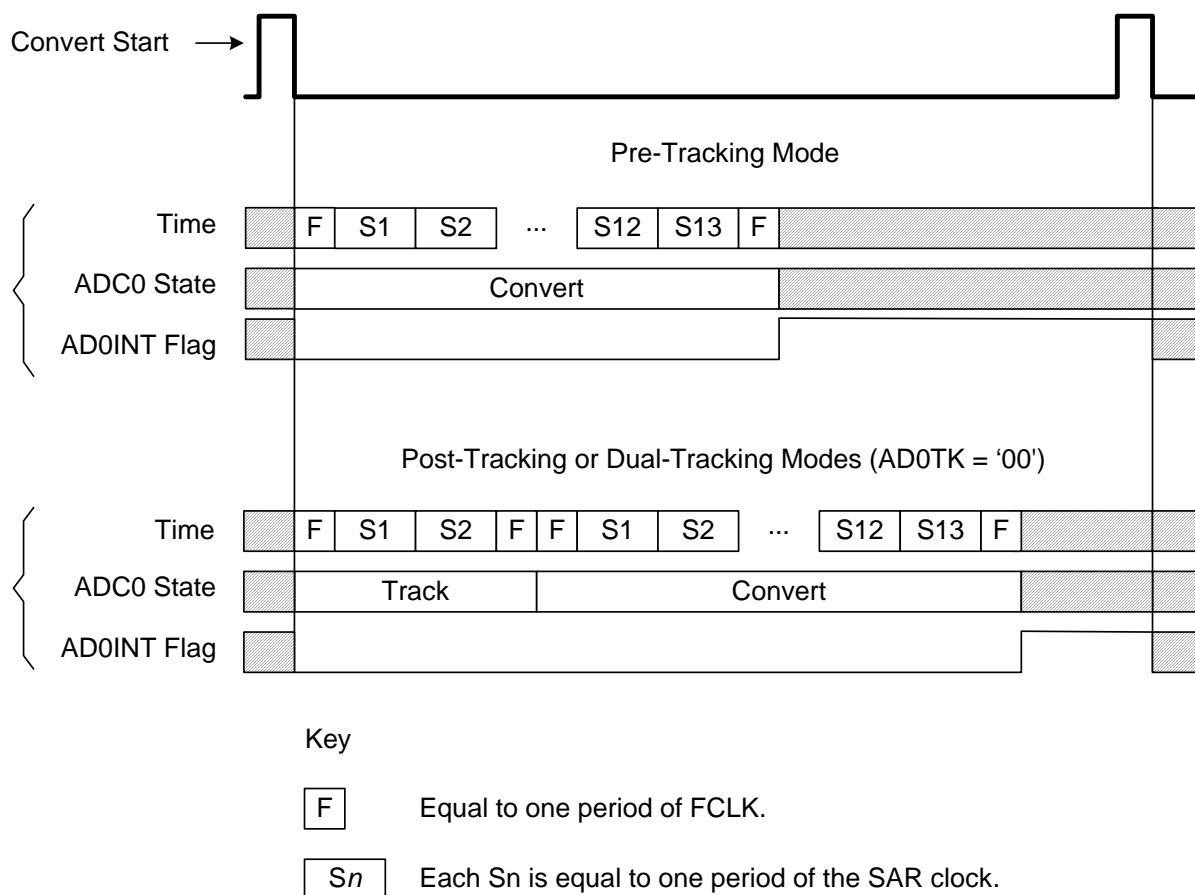 Convert Start
Pre-Tracking Mode
Time F S1 S2 ... S12 S13 F
ADC0 State Convert
AD0INT Flag
Post-Tracking or Dual-Tracking Modes (AD0TK = ‘00')
Time F S1 S2 F F S1 S2 ... S12 S13 F
ADC0 State Track Convert
AD0INT Flag
Key
F Equal to one period of FCLK.
Sn Each Sn is equal to one period of the SAR clock.